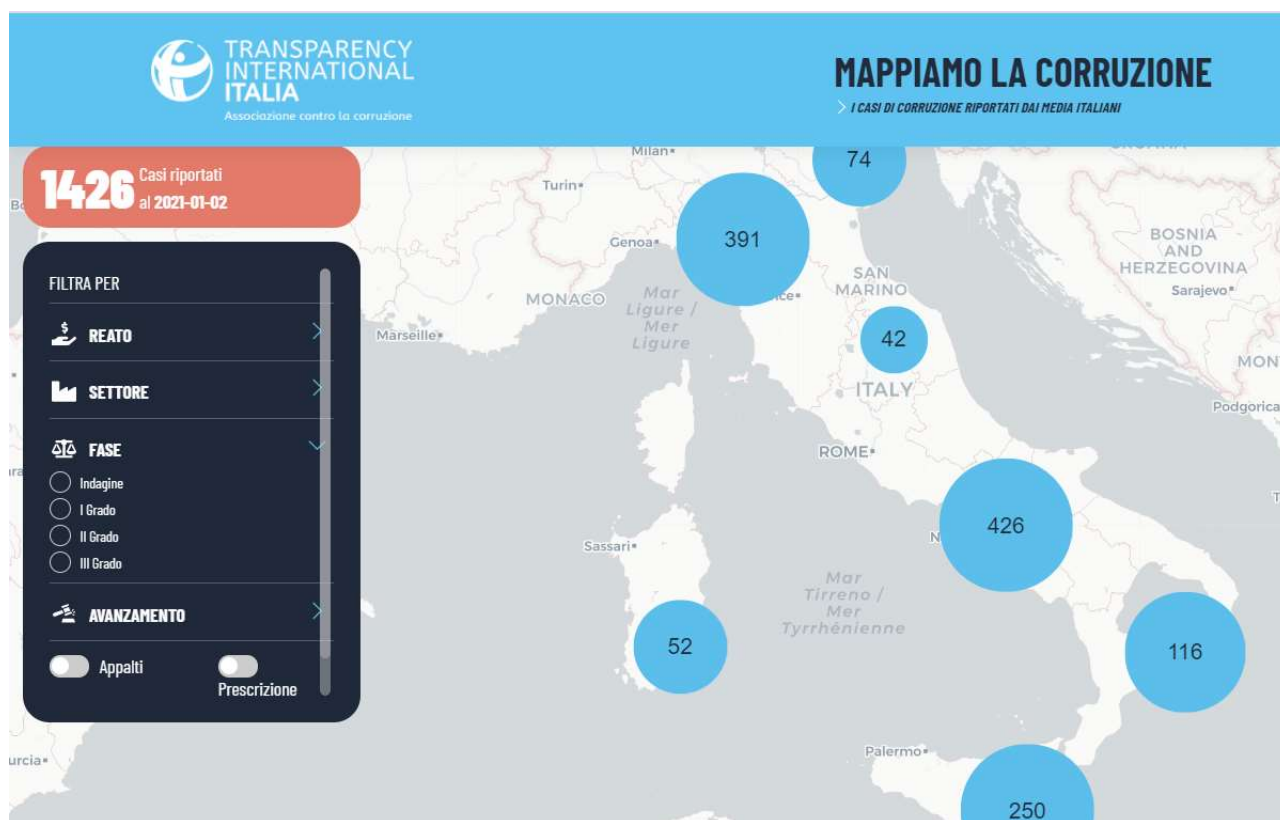 TRANSPARENCY
INTERNATIONAL
ITALIA
Associazione contro la corruzione
MAPPIAMO LA CORRUZIONE
I CASI DI CORRUZIONE RIPORTATI DAI MEDIA ITALIANI
1426 Casi riportati
al 2021-01-02
FILTRA PER
REATO
SETTORE
FASE
Indagine
I Grado
II Grado
III Grado
AVANZAMENTO
Appalti
Prescrizione
Milan
74
Turin
391
Genoa
BOSNIA
AND
HERZEGOVINA
Sarajevo
SAN
MARINO
MONACO
Mar
Ligure /
Mer
Ligure
Marseille
42
ITALY
MON
Podgorica
ROME
426
Sassari
Mar
Tirreno /
Mer
Tyrrhénienne
52
116
Palermo
urcia
250